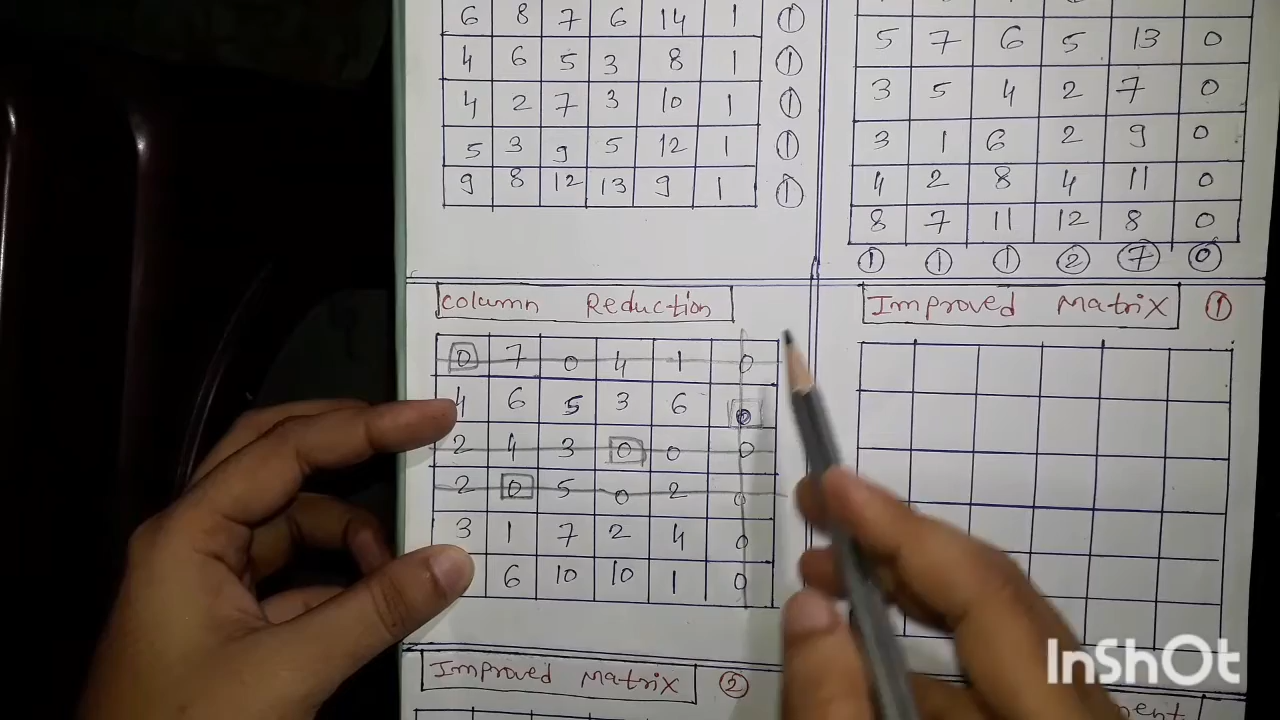 6 8 7 6 14 1 ①
4 6 5 3 8 1 ①
4 2 7 3 10 1 ①
5 3 9 5 12 1 ①
9 8 12 13 9 1 ①
5 7 6 5 13 0
3 5 4 2 7 0
3 1 6 2 9 0
4 2 8 4 11 0
8 7 11 12 8 0
① ① ① ② ⑦ ⓪
Column Reduction
0 7 0 4 1 0
4 6 5 3 6 0
2 4 3 0 0 0
2 0 5 0 2 0
3 1 7 2 4 0
6 10 10 1 0
Improved Matrix ①
Improved Matrix ②
ment
InShOt